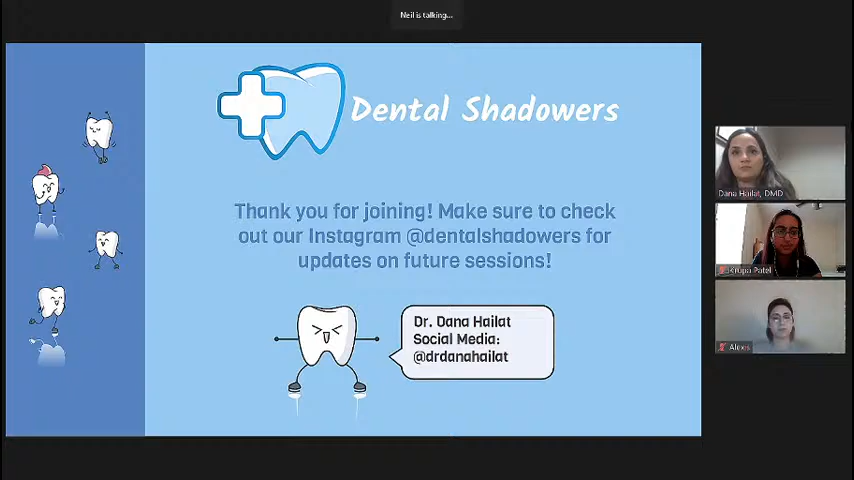 Neil is talking...
Dental Shadowers
Thank you for joining! Make sure to check
out our Instagram @dentalshadowers for
updates on future sessions!
Dr. Dana Hailat
Social Media:
@drdanahailat
Dana Hailat, DMD
Krupa Patel
Alexis